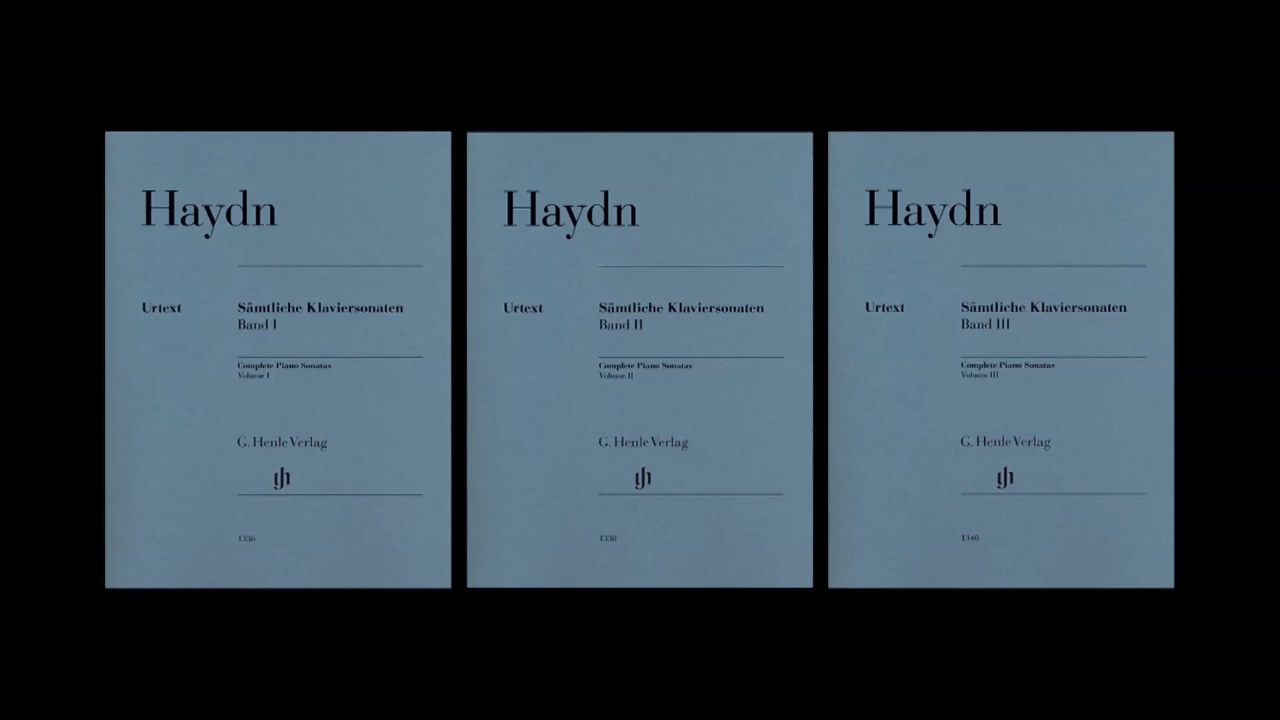 Haydn
Urtext
Sämtliche Klaviersonaten
Band I
Complete Piano Sonatas
Volume I
G. Henle Verlag
1336
Haydn
Urtext
Sämtliche Klaviersonaten
Band II
Complete Piano Sonatas
Volume II
G. Henle Verlag
1338
Haydn
Urtext
Sämtliche Klaviersonaten
Band III
Complete Piano Sonatas
Volume III
G. Henle Verlag
1340